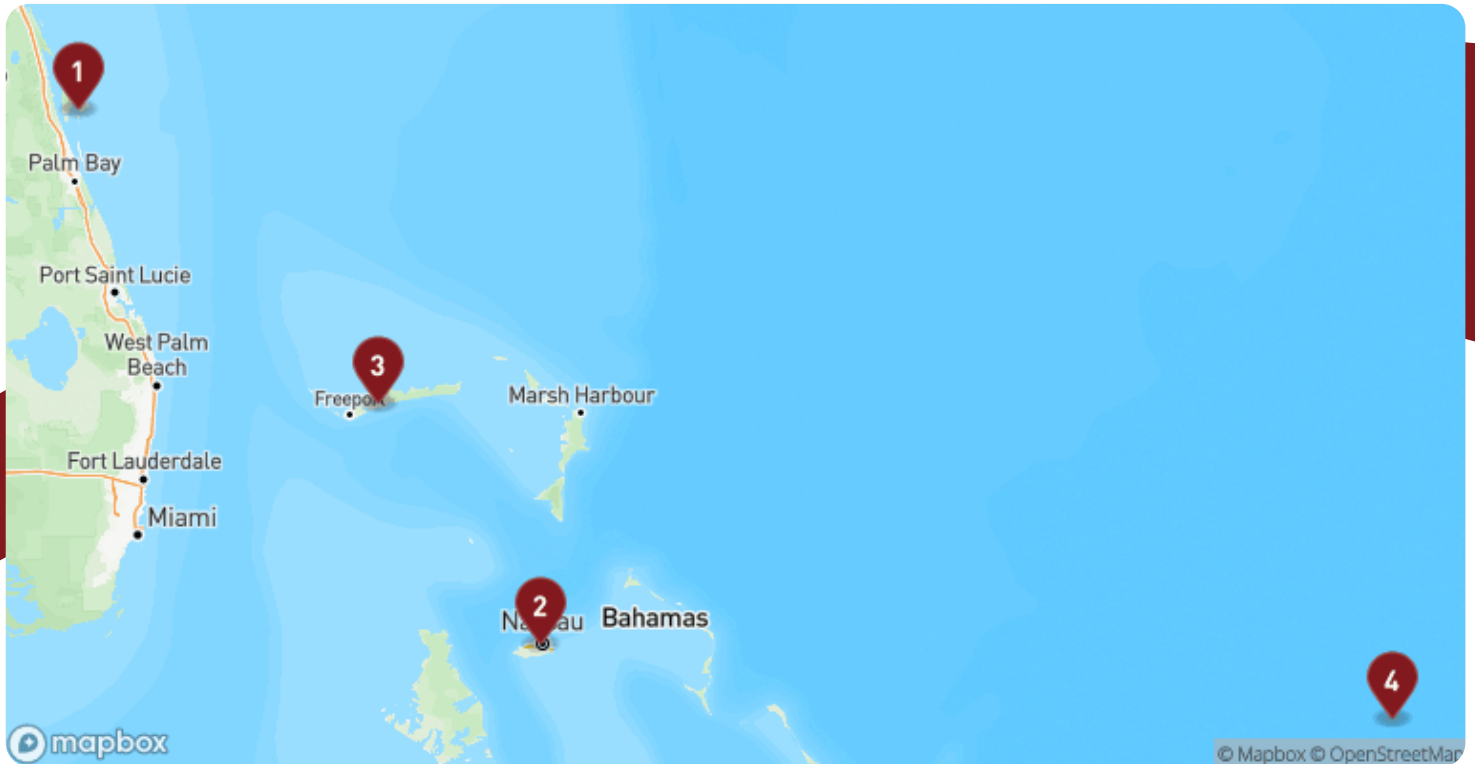 1
Palm Bay
Port Saint Lucie
West Palm
Beach
3
Freeport
Marsh Harbour
Fort Lauderdale
Miami
2
Nassau
Bahamas
4
mapbox
© Mapbox © OpenStreetMap